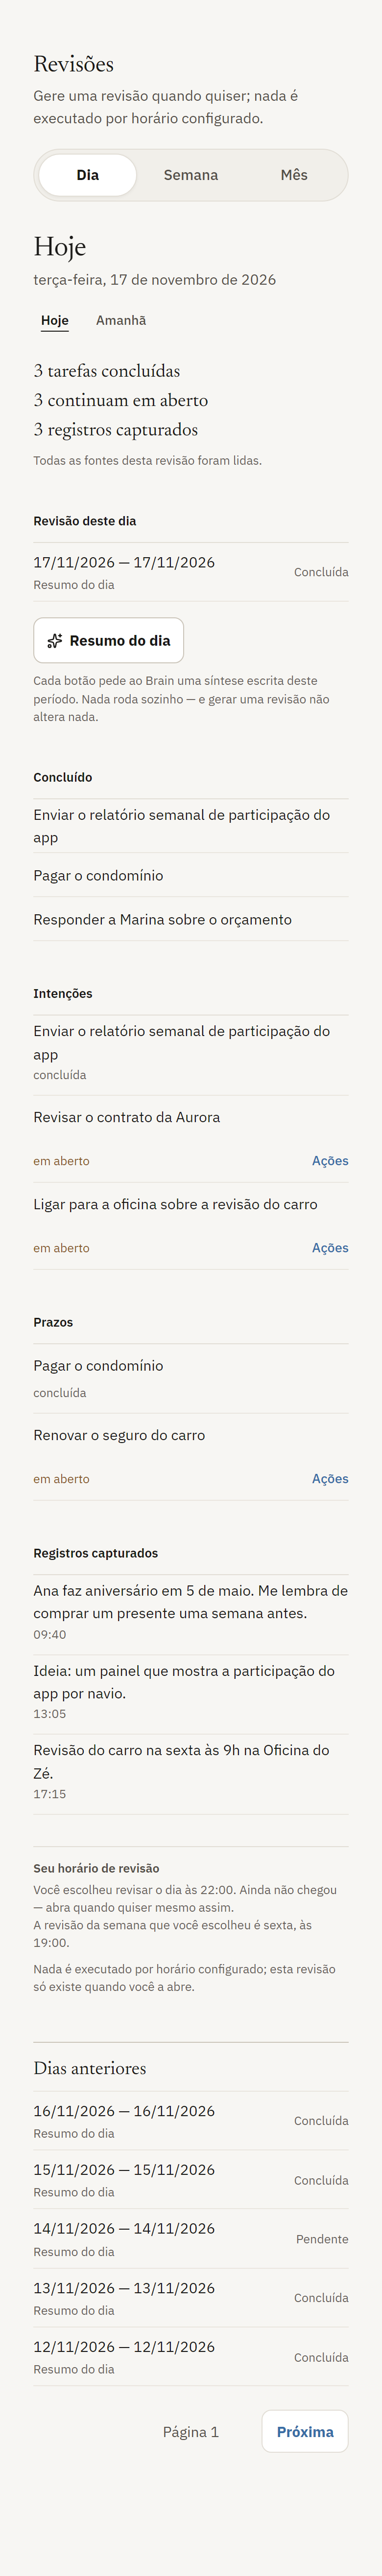 Revisões
Gere uma revisão quando quiser; nada é
executado por horário configurado.
Dia
Semana
Mês
Hoje
terça-feira, 17 de novembro de 2026
Hoje
Amanhã
3 tarefas concluídas
3 continuam em aberto
3 registros capturados
Todas as fontes desta revisão foram lidas.
Revisão deste dia
17/11/2026 — 17/11/2026
Resumo do dia
Concluída
Resumo do dia
Cada botão pede ao Brain uma síntese escrita deste
período. Nada roda sozinho — e gerar uma revisão não
altera nada.
Concluído
Enviar o relatório semanal de participação do
app
Pagar o condomínio
Responder a Marina sobre o orçamento
Intenções
Enviar o relatório semanal de participação do
app
concluída
Revisar o contrato da Aurora
em aberto
Ações
Ligar para a oficina sobre a revisão do carro
em aberto
Ações
Prazos
Pagar o condomínio
concluída
Renovar o seguro do carro
em aberto
Ações
Registros capturados
Ana faz aniversário em 5 de maio. Me lembra de
comprar um presente uma semana antes.
09:40
Ideia: um painel que mostra a participação do
app por navio.
13:05
Revisão do carro na sexta às 9h na Oficina do
Zé.
17:15
Seu horário de revisão
Você escolheu revisar o dia às 22:00. Ainda não chegou
— abra quando quiser mesmo assim.
A revisão da semana que você escolheu é sexta, às
19:00.
Nada é executado por horário configurado; esta revisão
só existe quando você a abre.
Dias anteriores
16/11/2026 — 16/11/2026
Resumo do dia
Concluída
15/11/2026 — 15/11/2026
Resumo do dia
Concluída
14/11/2026 — 14/11/2026
Resumo do dia
Pendente
13/11/2026 — 13/11/2026
Resumo do dia
Concluída
12/11/2026 — 12/11/2026
Resumo do dia
Concluída
Página 1
Próxima